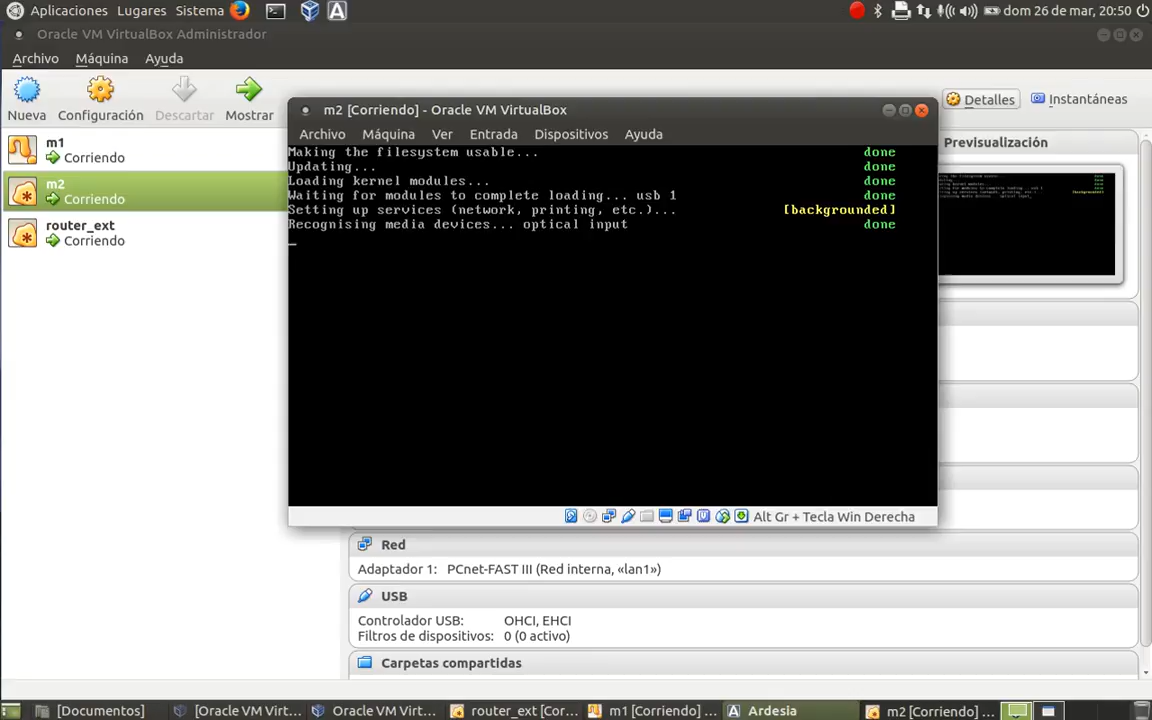 Aplicaciones Lugares Sistema
dom 26 de mar, 20:50
Oracle VM VirtualBox Administrador
Archivo Máquina Ayuda
Nueva Configuración Descartar Mostrar
Detalles Instantáneas
m1
Corriendo
m2
Corriendo
router_ext
Corriendo
Previsualización
m2 [Corriendo] - Oracle VM VirtualBox
Archivo Máquina Ver Entrada Dispositivos Ayuda
Making the filesystem usable... done
Updating... done
Loading kernel modules... done
Waiting for modules to complete loading... usb 1 done
Setting up services (network, printing, etc.)... [backgrounded]
Recognising media devices... optical input done
Alt Gr + Tecla Win Derecha
Red
Adaptador 1: PCnet-FAST III (Red interna, «lan1»)
USB
Controlador USB: OHCI, EHCI
Filtros de dispositivos: 0 (0 activo)
Carpetas compartidas
[Documentos] [Oracle VM Virt... Oracle VM Virt... router_ext [Cor... m1 [Corriendo] ... Ardesia m2 [Corriendo] ...